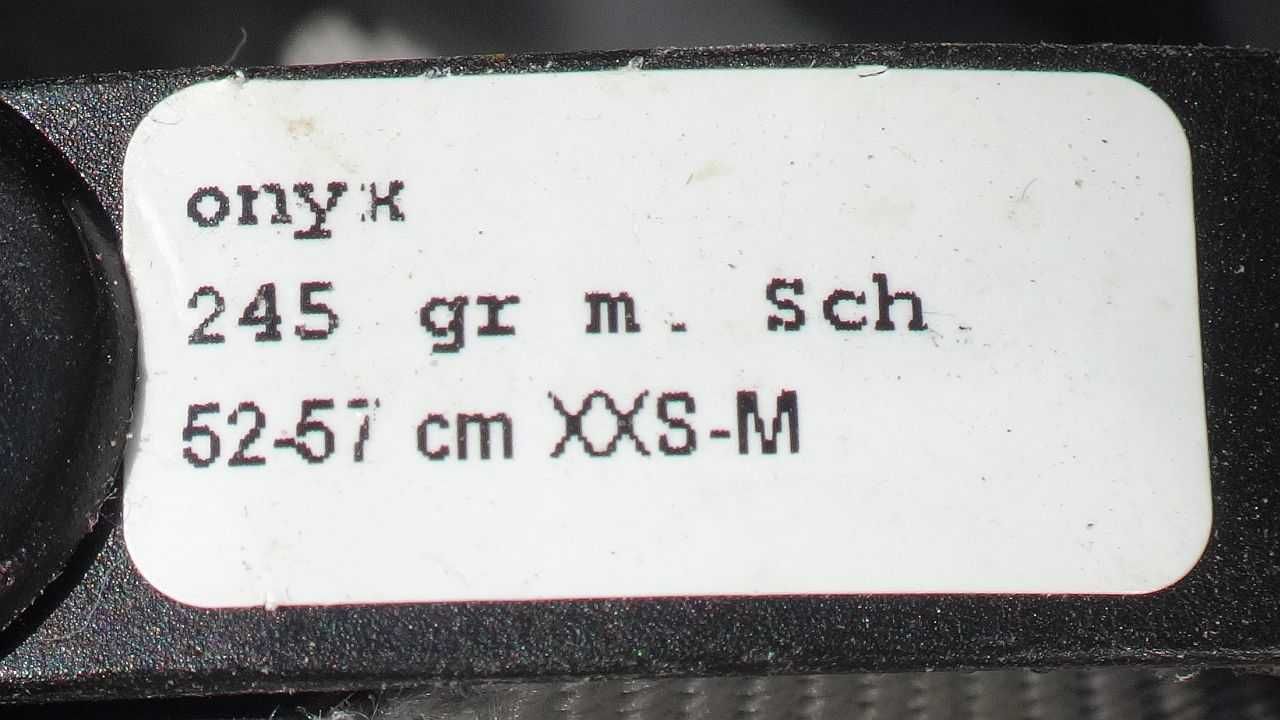 onyx
245 gr m. Sch
52-57 cm XXS-M